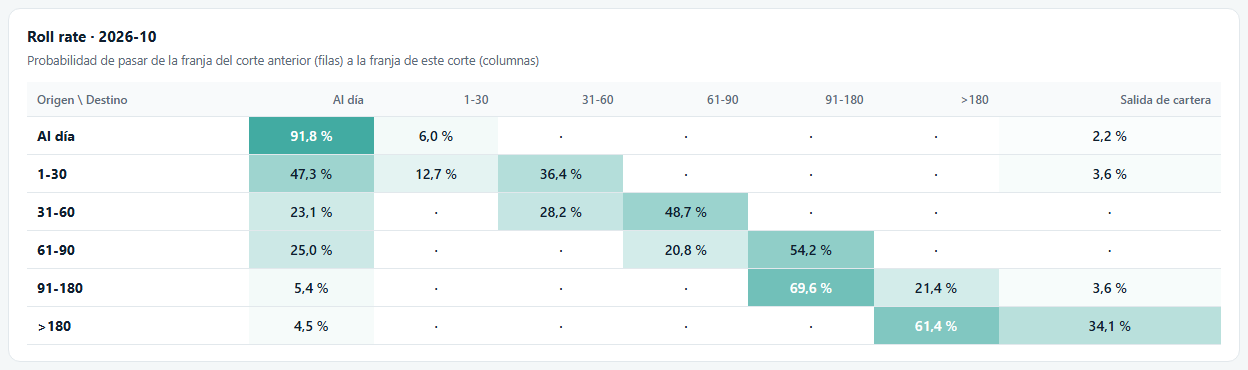 Roll rate · 2026-10
Probabilidad de pasar de la franja del corte anterior (filas) a la franja de este corte (columnas)
Origen \ Destino Al día 1-30 31-60 61-90 91-180 >180 Salida de cartera
Al día 91,8 % 6,0 % · · · · 2,2 %
1-30 47,3 % 12,7 % 36,4 % · · · 3,6 %
31-60 23,1 % · 28,2 % 48,7 % · · ·
61-90 25,0 % · · 20,8 % 54,2 % · ·
91-180 5,4 % · · · 69,6 % 21,4 % 3,6 %
>180 4,5 % · · · · 61,4 % 34,1 %